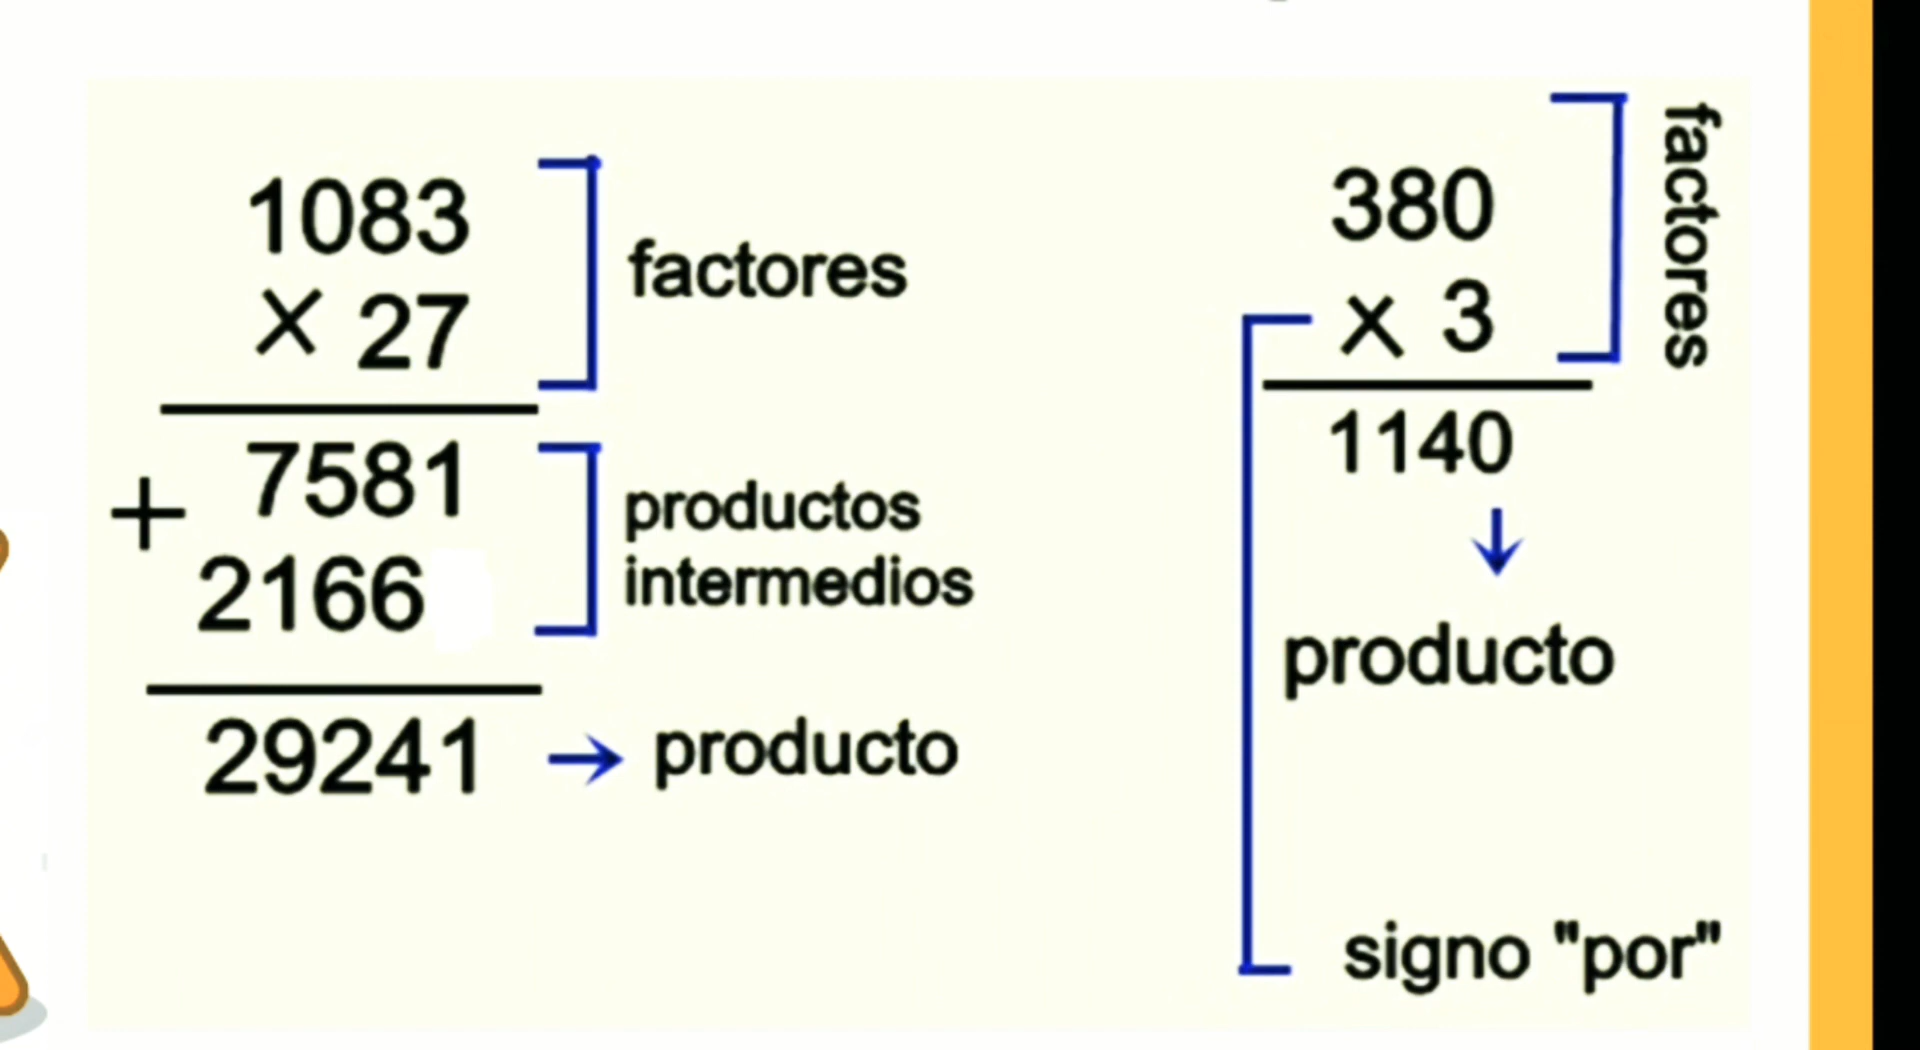 1083
× 27
factores
7581
+
2166
productos
intermedios
29241
producto
380
× 3
factores
1140
producto
signo "por"